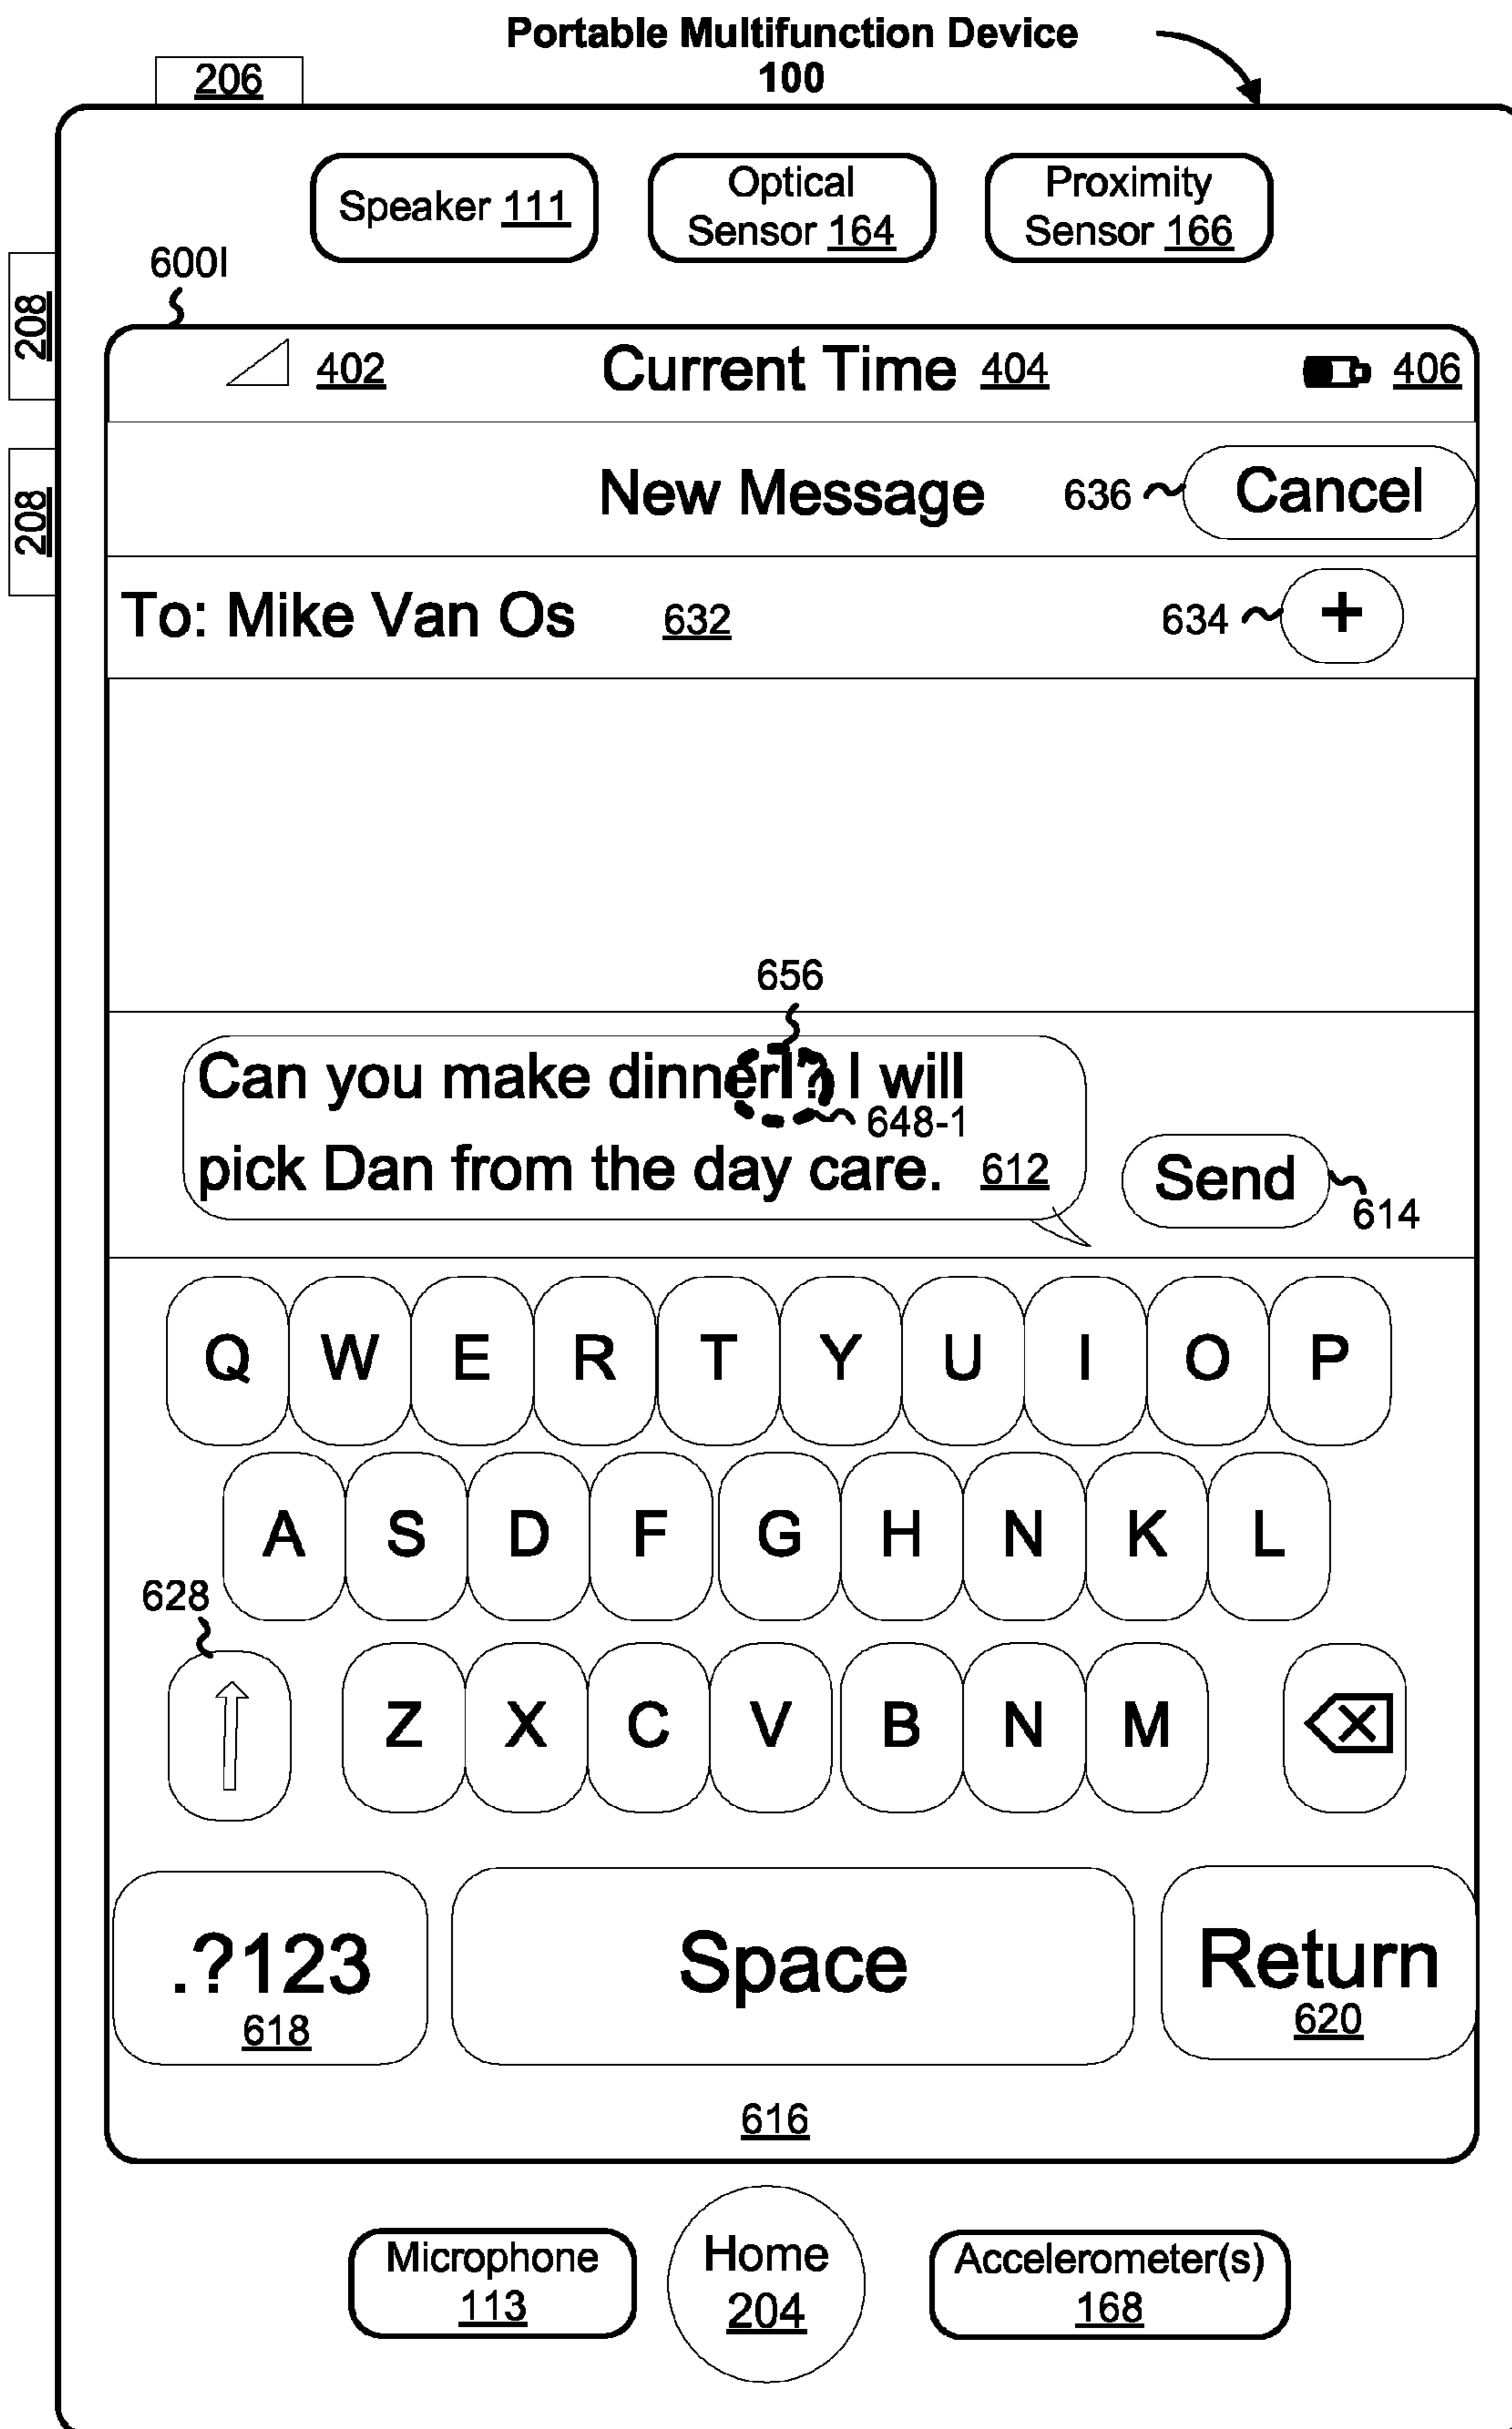 Portable Multifunction Device
100
206
Speaker 111
Optical
Sensor 164
Proximity
Sensor 166
600I
208
208
402
Current Time 404
406
New Message
636
Cancel
To: Mike Van Os
632
634
+
656
Can you make dinner|? I will
648-1
pick Dan from the day care.
612
Send
614
Q W E R T Y U I O P
A S D F G H N K L
628
Z X C V B N M
.?123
618
Space
Return
620
616
Microphone
113
Home
204
Accelerometer(s)
168